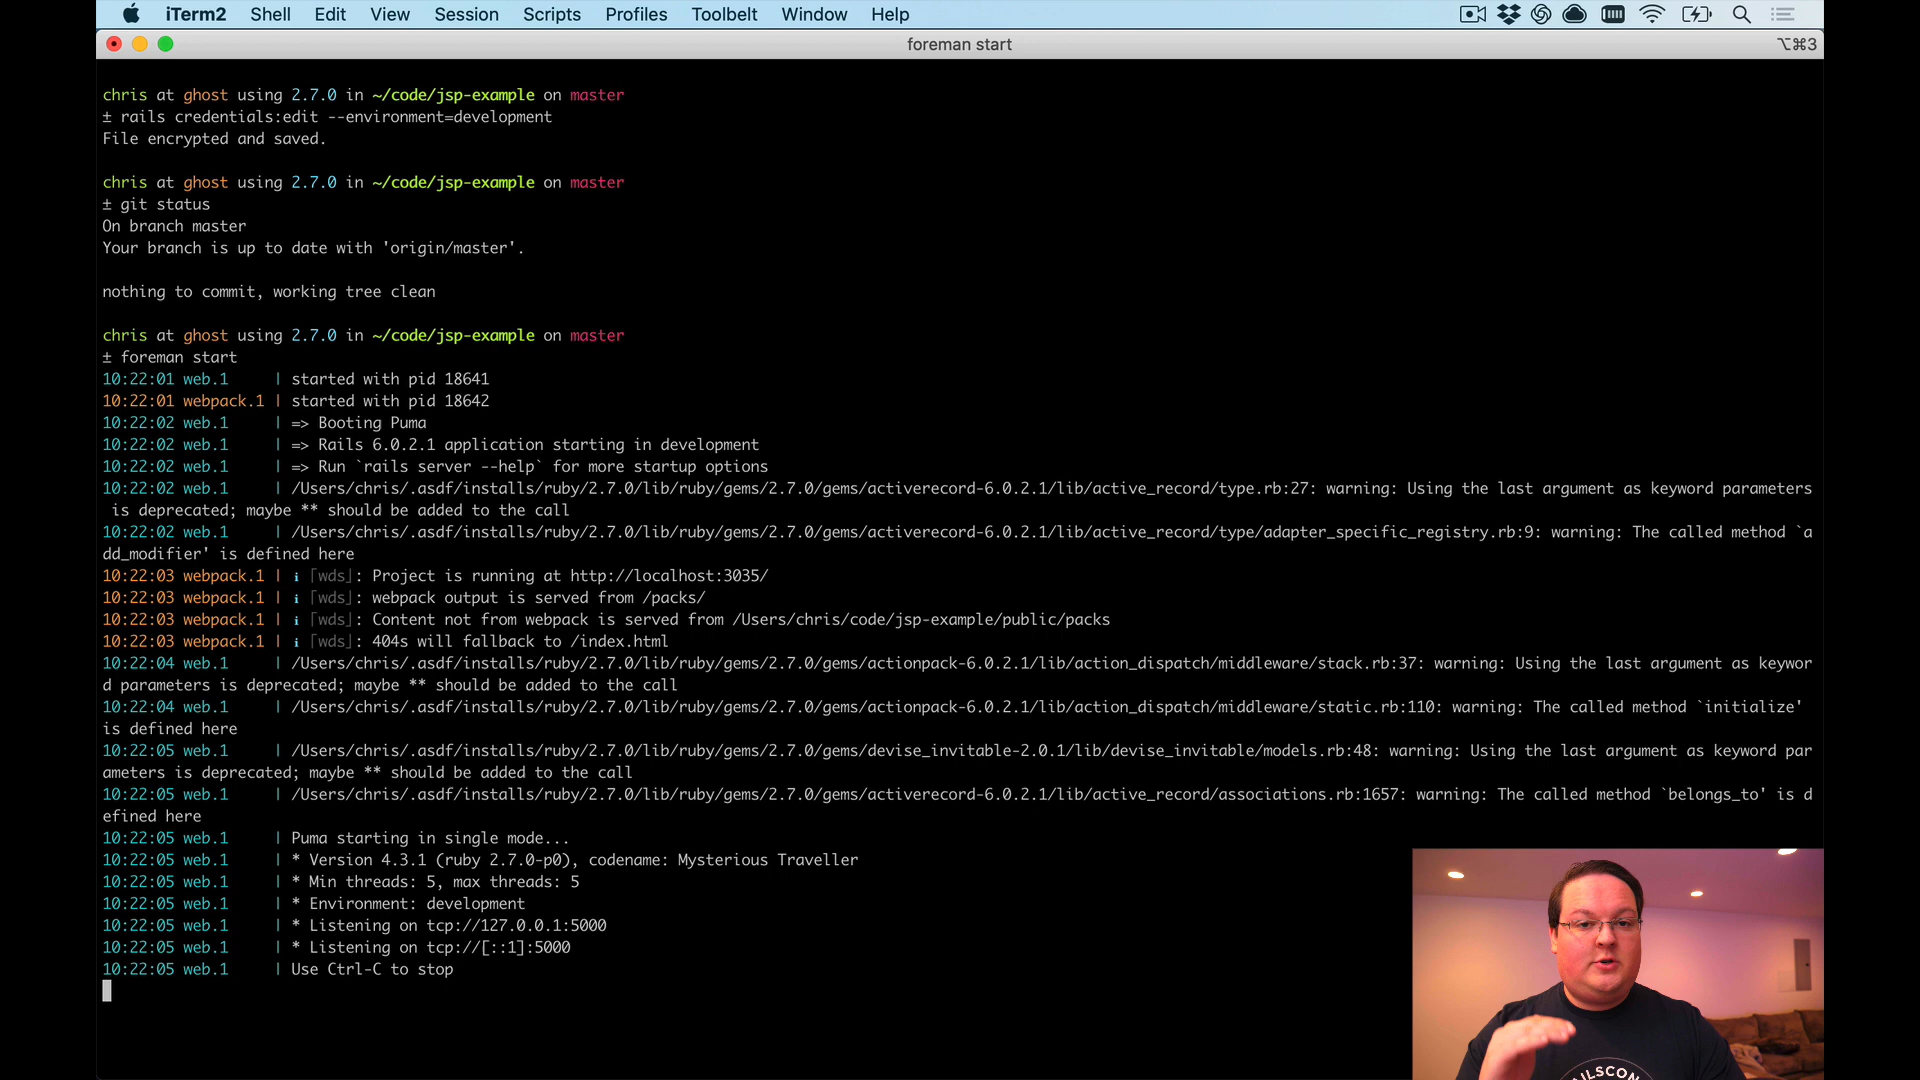 iTerm2 Shell Edit View Session Scripts Profiles Toolbelt Window Help
foreman start ⌥⌘3
chris at ghost using 2.7.0 in ~/code/jsp-example on master
± rails credentials:edit --environment=development
File encrypted and saved.
chris at ghost using 2.7.0 in ~/code/jsp-example on master
± git status
On branch master
Your branch is up to date with 'origin/master'.
nothing to commit, working tree clean
chris at ghost using 2.7.0 in ~/code/jsp-example on master
± foreman start
10:22:01 web.1     | started with pid 18641
10:22:01 webpack.1 | started with pid 18642
10:22:02 web.1     | => Booting Puma
10:22:02 web.1     | => Rails 6.0.2.1 application starting in development
10:22:02 web.1     | => Run `rails server --help` for more startup options
10:22:02 web.1     | /Users/chris/.asdf/installs/ruby/2.7.0/lib/ruby/gems/2.7.0/gems/activerecord-6.0.2.1/lib/active_record/type.rb:27: warning: Using the last argument as keyword parameters
 is deprecated; maybe ** should be added to the call
10:22:02 web.1     | /Users/chris/.asdf/installs/ruby/2.7.0/lib/ruby/gems/2.7.0/gems/activerecord-6.0.2.1/lib/active_record/type/adapter_specific_registry.rb:9: warning: The called method `a
dd_modifier' is defined here
10:22:03 webpack.1 | ℹ ｢wds｣: Project is running at http://localhost:3035/
10:22:03 webpack.1 | ℹ ｢wds｣: webpack output is served from /packs/
10:22:03 webpack.1 | ℹ ｢wds｣: Content not from webpack is served from /Users/chris/code/jsp-example/public/packs
10:22:03 webpack.1 | ℹ ｢wds｣: 404s will fallback to /index.html
10:22:04 web.1     | /Users/chris/.asdf/installs/ruby/2.7.0/lib/ruby/gems/2.7.0/gems/actionpack-6.0.2.1/lib/action_dispatch/middleware/stack.rb:37: warning: Using the last argument as keywor
d parameters is deprecated; maybe ** should be added to the call
10:22:04 web.1     | /Users/chris/.asdf/installs/ruby/2.7.0/lib/ruby/gems/2.7.0/gems/actionpack-6.0.2.1/lib/action_dispatch/middleware/static.rb:110: warning: The called method `initialize'
is defined here
10:22:05 web.1     | /Users/chris/.asdf/installs/ruby/2.7.0/lib/ruby/gems/2.7.0/gems/devise_invitable-2.0.1/lib/devise_invitable/models.rb:48: warning: Using the last argument as keyword par
ameters is deprecated; maybe ** should be added to the call
10:22:05 web.1     | /Users/chris/.asdf/installs/ruby/2.7.0/lib/ruby/gems/2.7.0/gems/activerecord-6.0.2.1/lib/active_record/associations.rb:1657: warning: The called method `belongs_to' is d
efined here
10:22:05 web.1     | Puma starting in single mode...
10:22:05 web.1     | * Version 4.3.1 (ruby 2.7.0-p0), codename: Mysterious Traveller
10:22:05 web.1     | * Min threads: 5, max threads: 5
10:22:05 web.1     | * Environment: development
10:22:05 web.1     | * Listening on tcp://127.0.0.1:5000
10:22:05 web.1     | * Listening on tcp://[::1]:5000
10:22:05 web.1     | Use Ctrl-C to stop